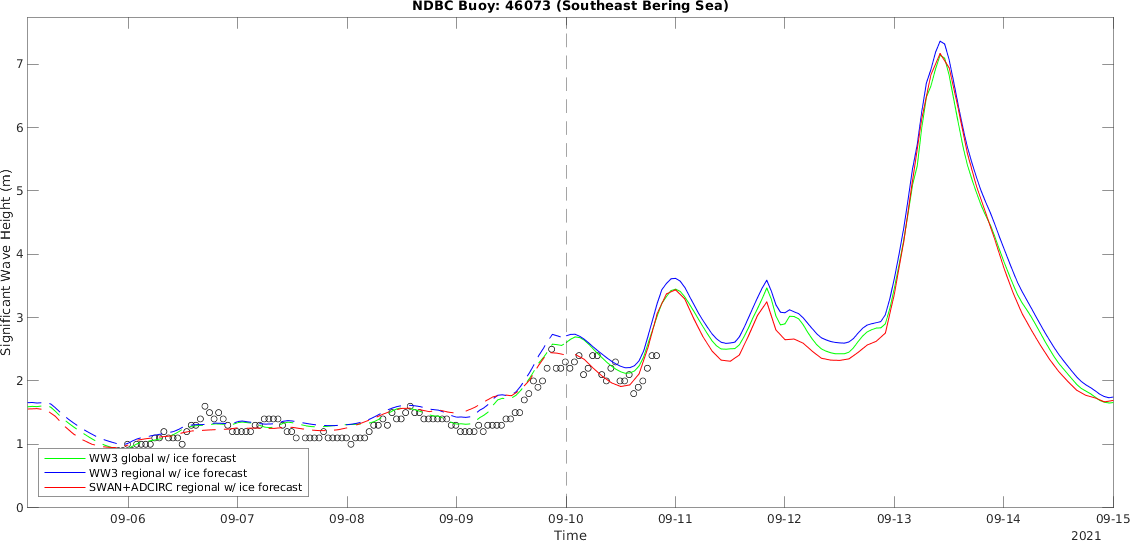 NDBC Buoy: 46073 (Southeast Bering Sea)
7
6
5
4
3
2
1
0
Significant Wave Height (m)
WW3 global w/ ice forecast
WW3 regional w/ ice forecast
SWAN+ADCIRC regional w/ ice forecast
09-06 09-07 09-08 09-09 09-10 09-11 09-12 09-13 09-14 09-15
Time
2021